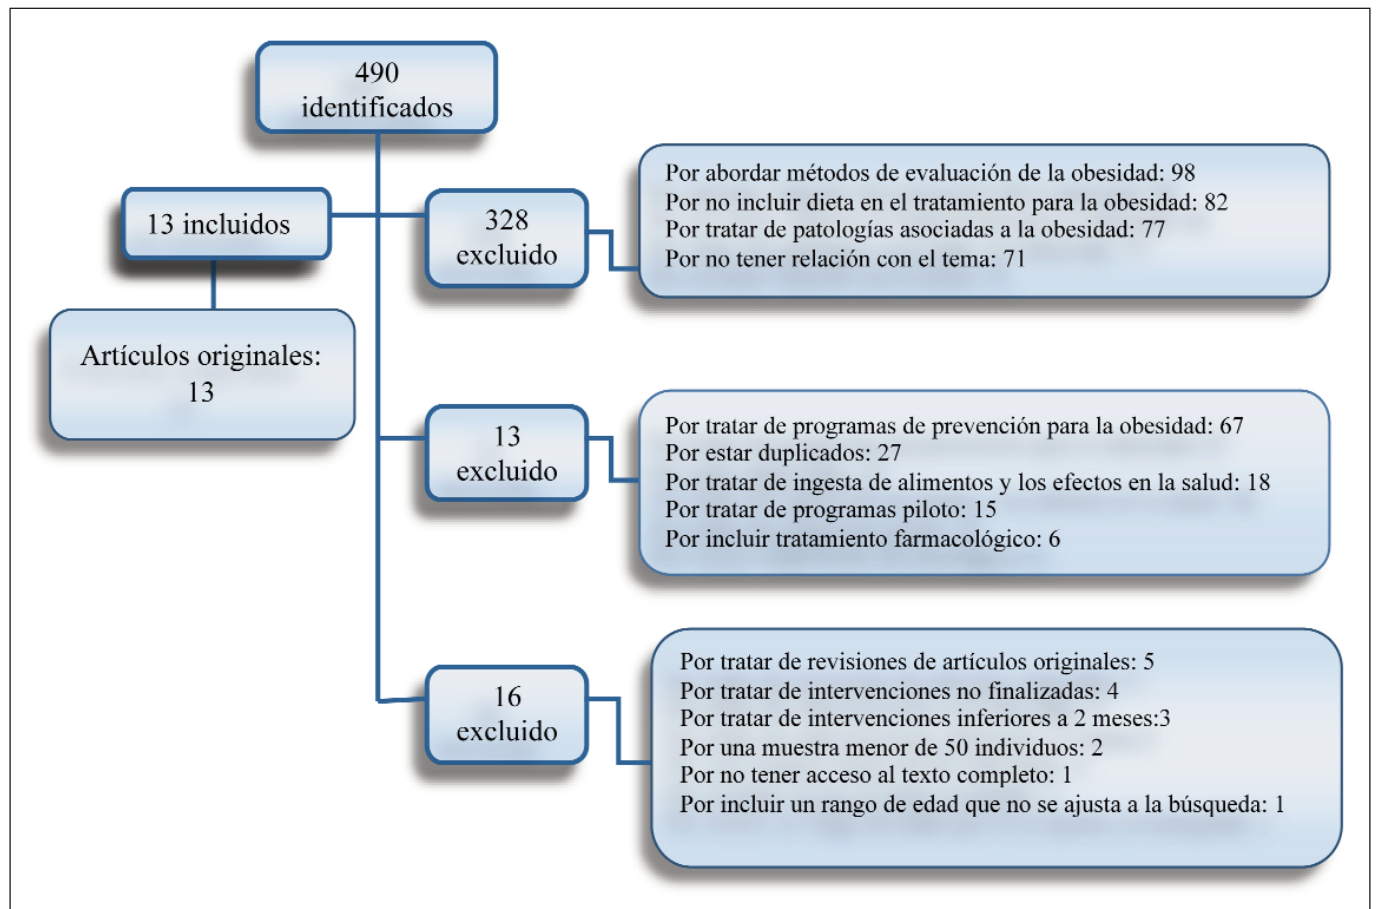 490
identificados
13 incluidos
Artículos originales:
13
328
excluido
Por abordar métodos de evaluación de la obesidad: 98
Por no incluir dieta en el tratamiento para la obesidad: 82
Por tratar de patologías asociadas a la obesidad: 77
Por no tener relación con el tema: 71
13
excluido
Por tratar de programas de prevención para la obesidad: 67
Por estar duplicados: 27
Por tratar de ingesta de alimentos y los efectos en la salud: 18
Por tratar de programas piloto: 15
Por incluir tratamiento farmacológico: 6
16
excluido
Por tratar de revisiones de artículos originales: 5
Por tratar de intervenciones no finalizadas: 4
Por tratar de intervenciones inferiores a 2 meses:3
Por una muestra menor de 50 individuos: 2
Por no tener acceso al texto completo: 1
Por incluir un rango de edad que no se ajusta a la búsqueda: 1